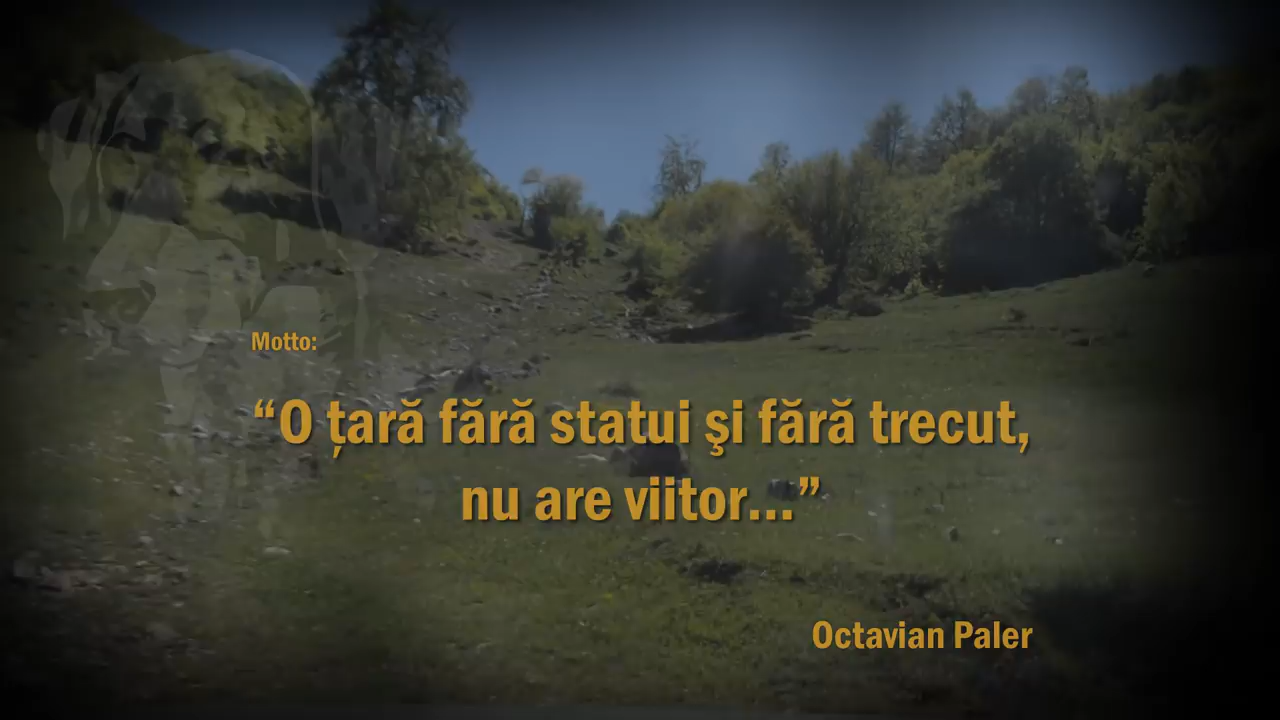 Motto:
“O țară fără statui şi fără trecut,
nu are viitor...”
Octavian Paler